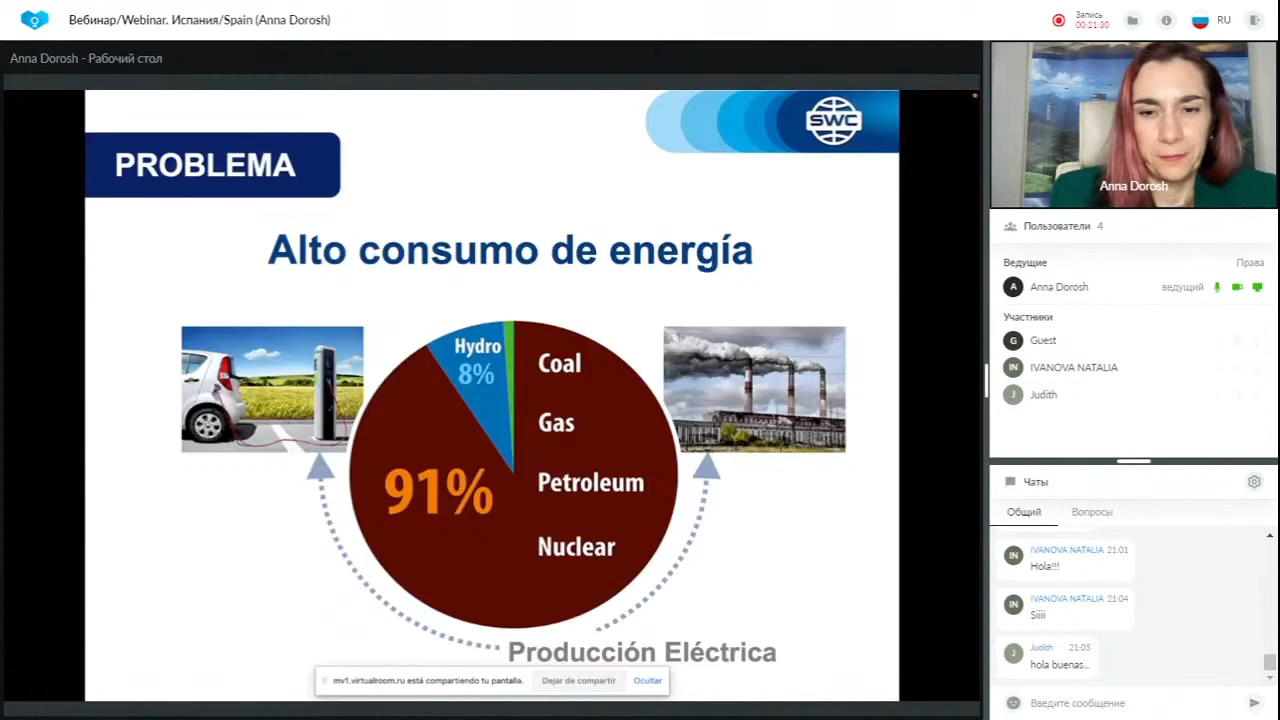 Вебинар/Webinar. Испания/Spain (Anna Dorosh)
Запись
00:21:30
RU
Anna Dorosh - Рабочий стол
SWC
PROBLEMA
Alto consumo de energía
Hydro
8%
91%
Coal
Gas
Petroleum
Nuclear
Producción Eléctrica
mv1.virtualroom.ru está compartiendo tu pantalla.
Dejar de compartir
Ocultar
Anna Dorosh
Пользователи 4
Ведущие
Права
A
Anna Dorosh
ведущий
Участники
G
Guest
IN
IVANOVA NATALIA
J
Judith
Чаты
Общий
Вопросы
IN
IVANOVA NATALIA 21:01
Hola!!!
IN
IVANOVA NATALIA 21:04
Siiii
J
Judith 21:05
hola buenas...
Введите сообщение